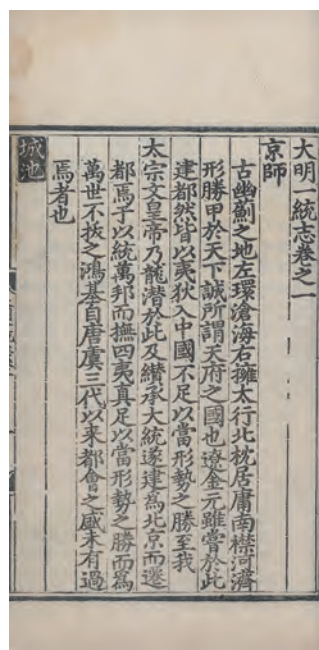 大明一統志卷之一
京師
古幽薊之地左環滄海右擁太行北枕居庸南襟河濟
形勝甲於天下誠所謂天府之國也遼金元雖嘗於此
建都然皆以夷狄入中國不足以當形勢之勝至我
太宗文皇帝乃龍潛於此及纘承大統遂建為北京而遷
都焉于以統萬邦而撫四夷真足以當形勢之勝而為
萬世不拔之鴻基自唐虞三代以來都會之盛未有過
焉者也
城池